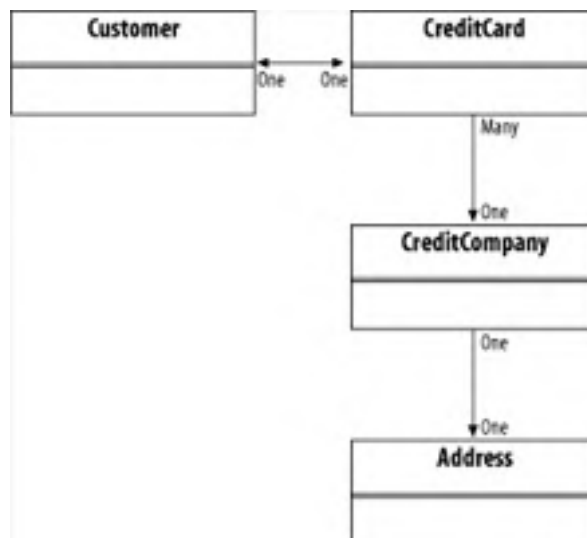 Customer
CreditCard
One
One
Many
One
CreditCompany
One
One
Address